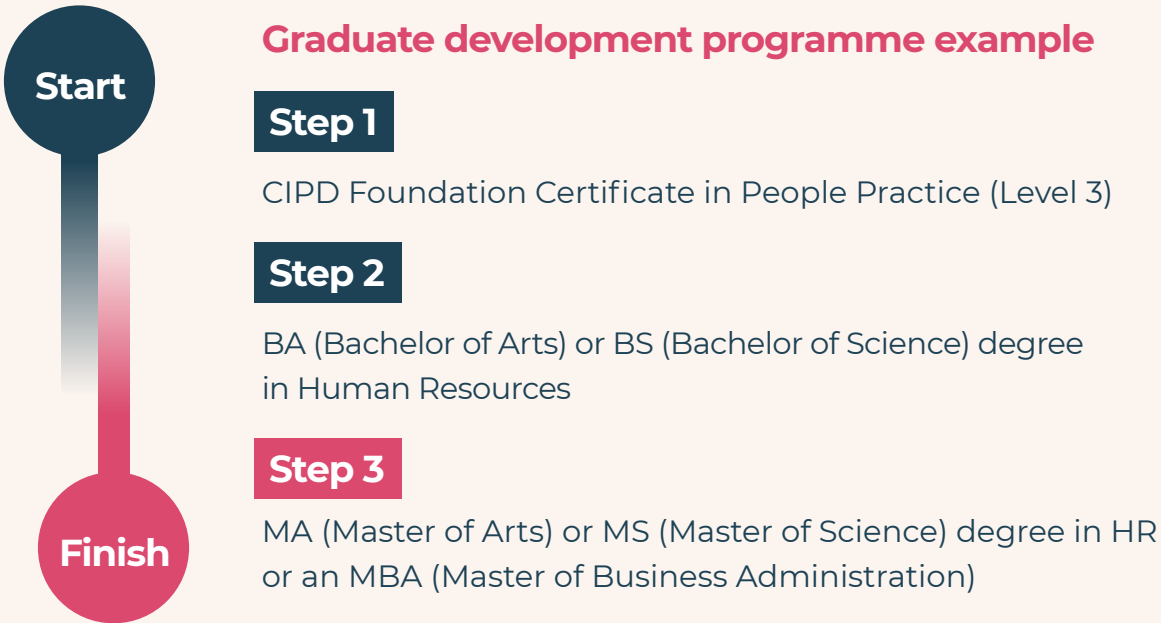 Start
Graduate development programme example
Step 1
CIPD Foundation Certificate in People Practice (Level 3)
Step 2
BA (Bachelor of Arts) or BS (Bachelor of Science) degree
in Human Resources
Step 3
MA (Master of Arts) or MS (Master of Science) degree in HR
or an MBA (Master of Business Administration)
Finish